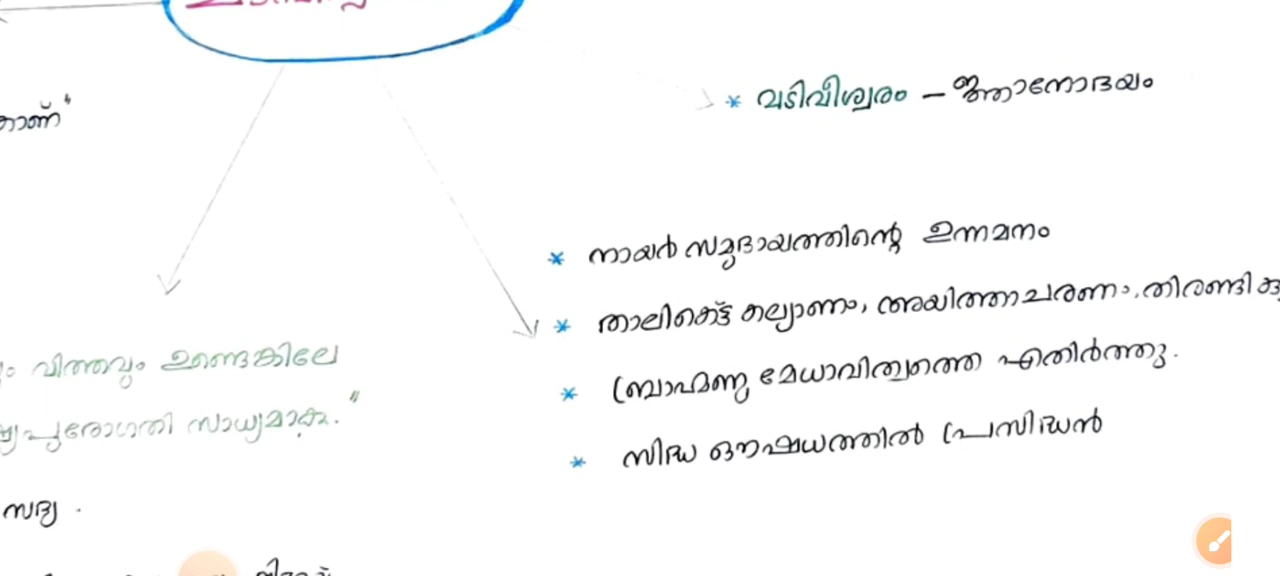 * വടിവീശ്വരം – ജ്ഞാനോദയം
* നായർ സമുദായത്തിന്റെ ഉന്നമനം
* താലികെട്ട് കല്യാണം, അയിത്താചരണം, തിരണ്ടികു
* ബ്രാഹ്മണ മേധാവിത്വത്തെ എതിർത്തു.
വിത്തവും ഉണ്ടെങ്കിലേ
പുരോഗതി സാധ്യമാകൂ."
* സിദ്ധ ഔഷധത്തിൽ പ്രസിദ്ധൻ
സദ്യ .